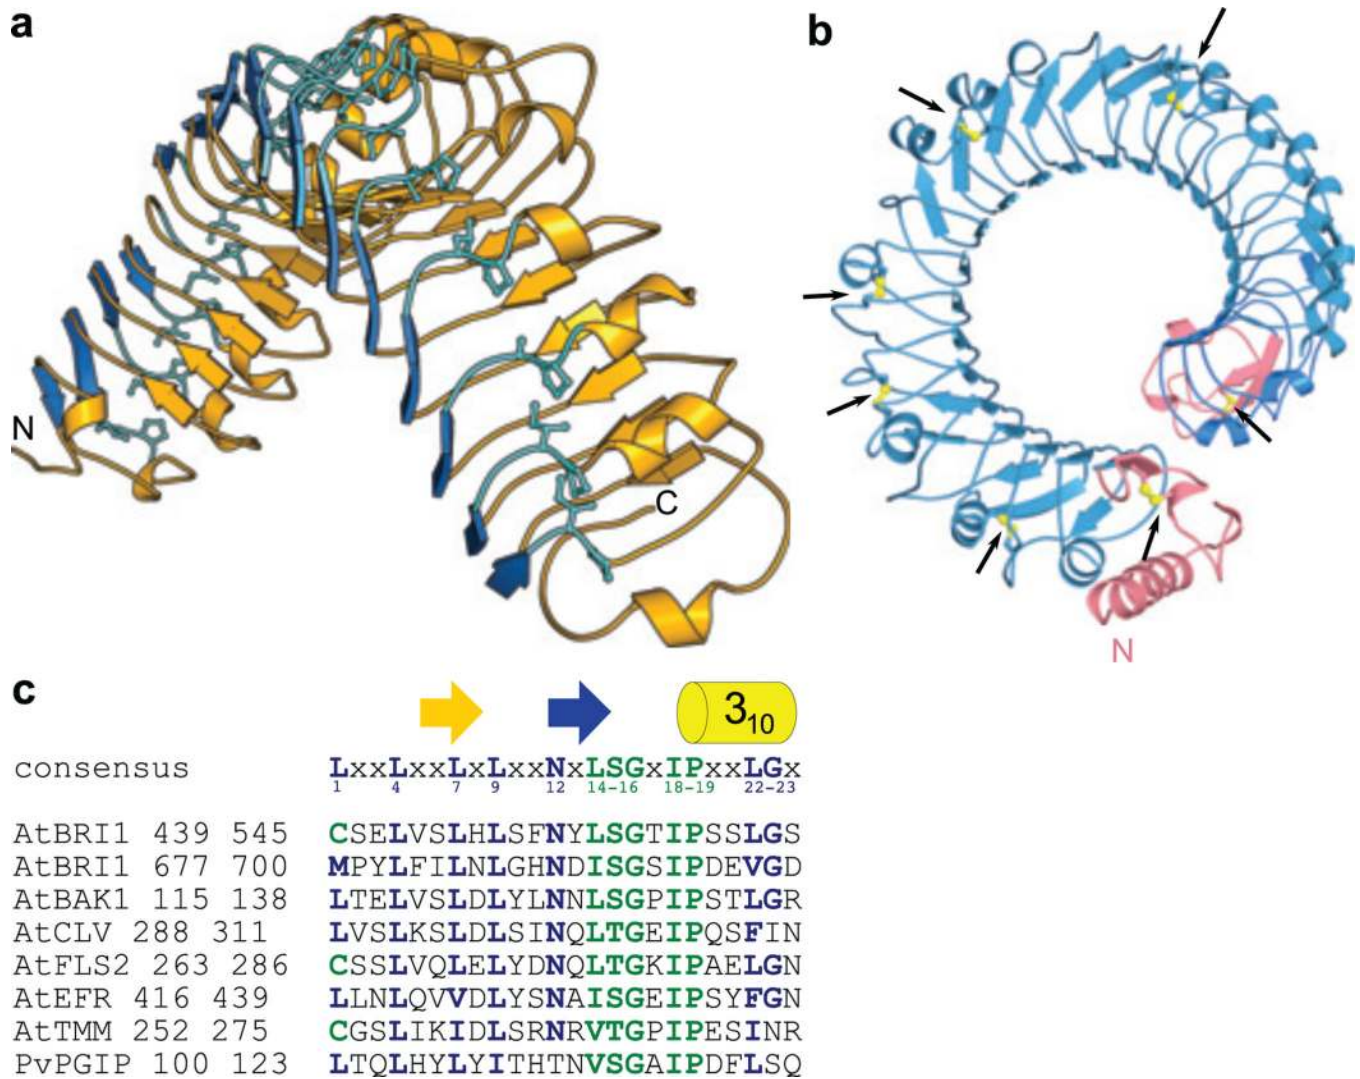 a
b
N
C
N
c
3₁₀
consensus LxxLxxLxLxxNxLSGxIPxxLGx
1 4 7 9 12 14-16 18-19 22-23
AtBRI1 439 545 CSELVSLHLSFNYLSGTIPSSLGS
AtBRI1 677 700 MPYLFILNLGHNDISGSIPDEVGD
AtBAK1 115 138 LTELVSLDLYLNNLSGPIPSTLGR
AtCLV 288 311 LVSLKSLDLSINQLTGEIPQSFIN
AtFLS2 263 286 CSSLVQLELYDNQLTGKIPAELGN
AtEFR 416 439 LLNLQVVDLYSNAISGEIPSYFGN
AtTMM 252 275 CGSLIKIDLSRNRVTGPIPESINR
PvPGIP 100 123 LTQLHYLYITHTNVSGAIPDFLSQ